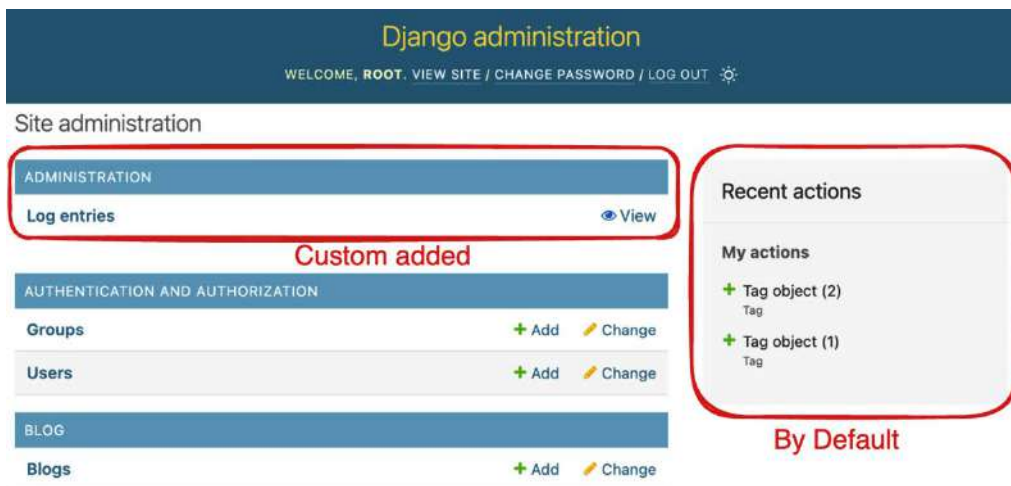 Django administration
WELCOME, ROOT. VIEW SITE / CHANGE PASSWORD / LOG OUT
Site administration
ADMINISTRATION
Log entries View
Custom added
AUTHENTICATION AND AUTHORIZATION
Groups Add Change
Users Add Change
BLOG
Blogs Add Change
Recent actions
My actions
Tag object (2)
Tag
Tag object (1)
Tag
By Default